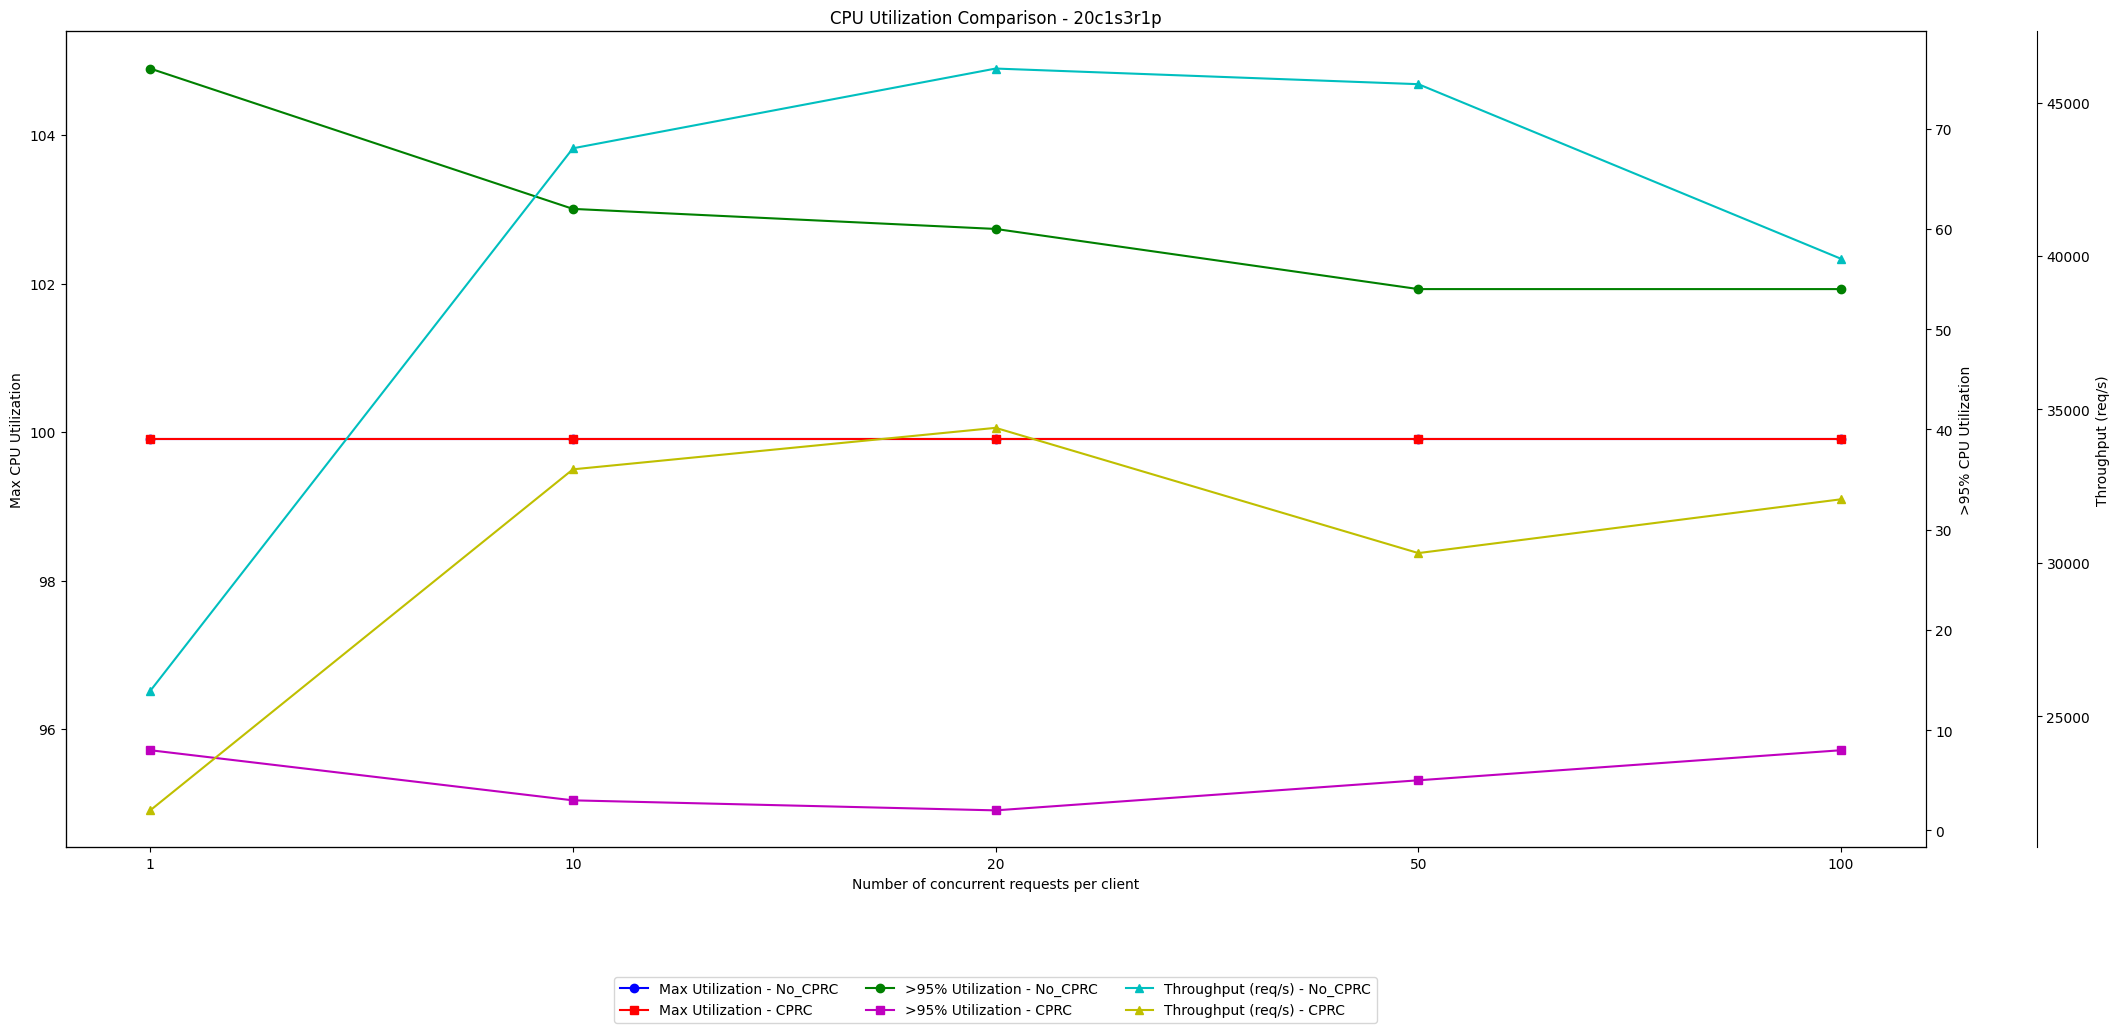 CPU Utilization Comparison - 20c1s3r1p
104
102
100
98
96
Max CPU Utilization
70
60
50
40
30
20
10
0
>95% CPU Utilization
45000
40000
35000
30000
25000
Throughput (req/s)
1 10 20 50 100
Number of concurrent requests per client
Max Utilization - No_CPRC >95% Utilization - No_CPRC Throughput (req/s) - No_CPRC
Max Utilization - CPRC >95% Utilization - CPRC Throughput (req/s) - CPRC